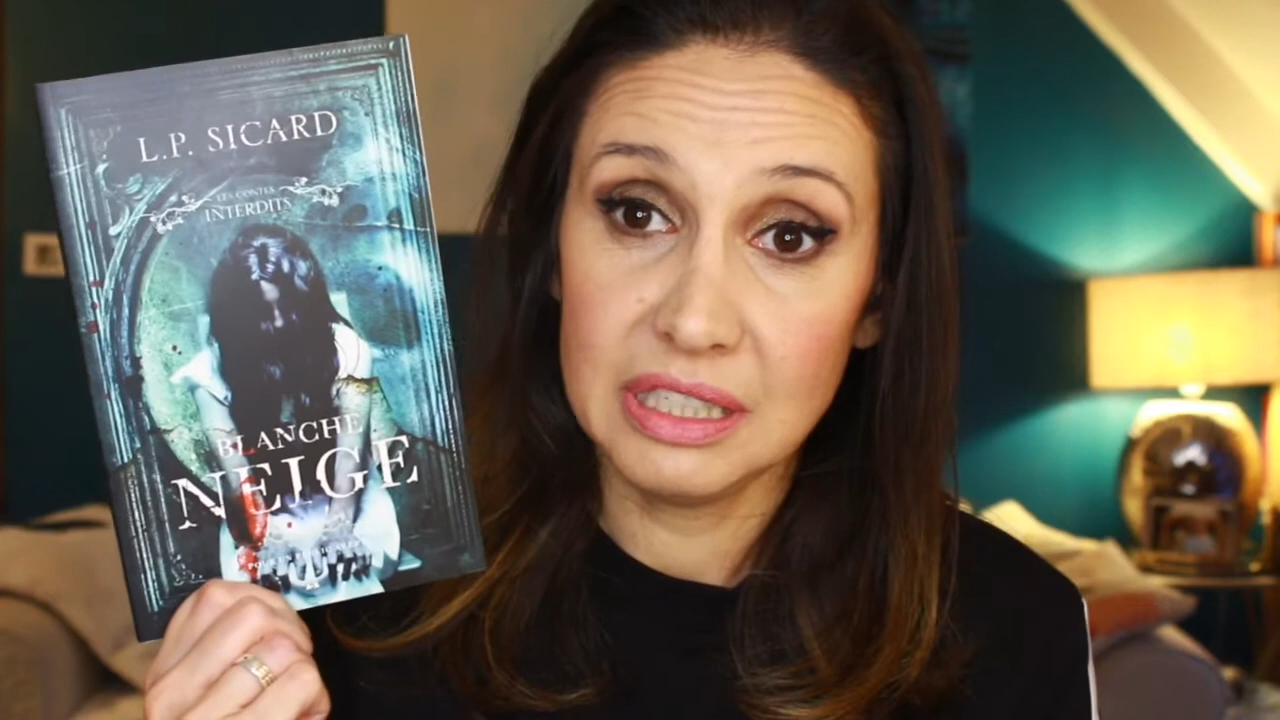 L.P. SICARD
LES CONTES
INTERDITS
BLANCHE
NEIGE